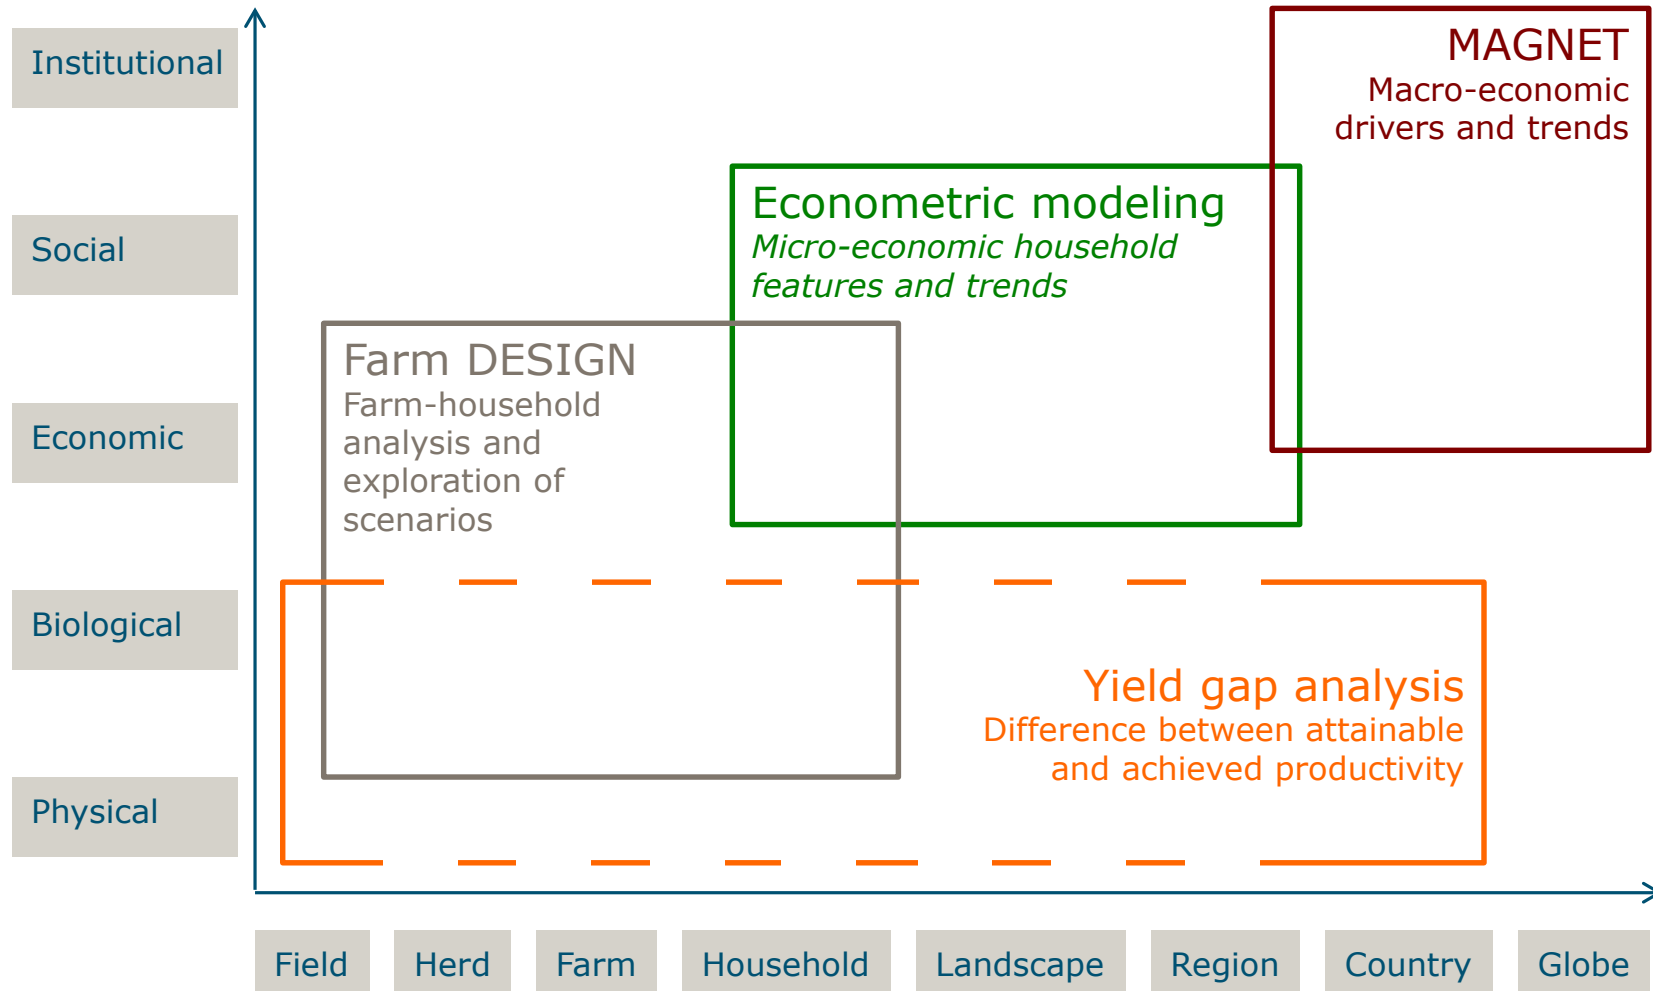 Institutional
Social
Economic
Biological
Physical
MAGNET
Macro-economic
drivers and trends
Econometric modeling
Micro-economic household
features and trends
Farm DESIGN
Farm-household
analysis and
exploration of
scenarios
Yield gap analysis
Difference between attainable
and achieved productivity
Field Herd Farm Household Landscape Region Country Globe